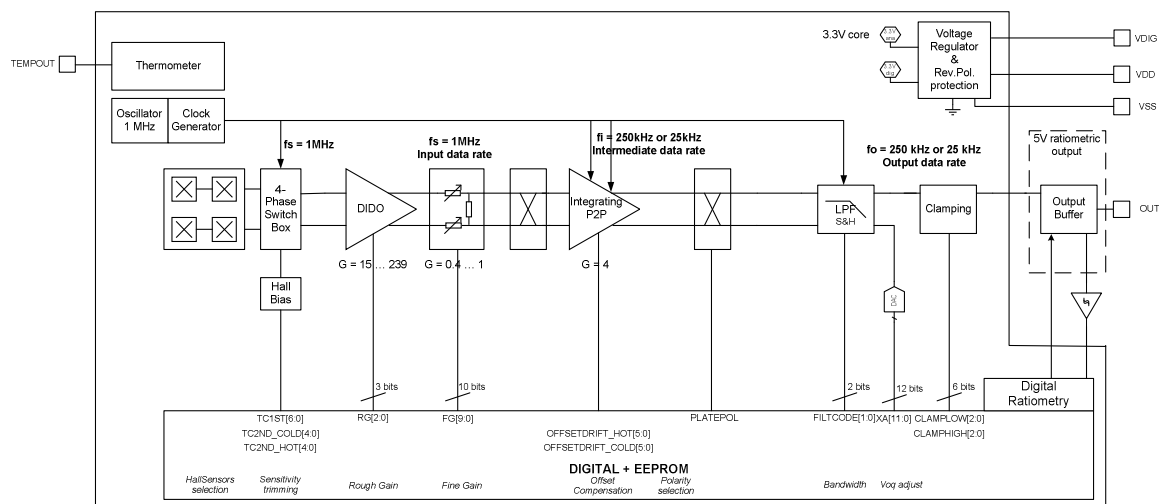 3.3V core
3.3V
ana
3.3V
dig
Voltage
Regulator
&
Rev.Pol.
protection
VDIG
VDD
VSS
TEMPOUT
Thermometer
Oscillator
1 MHz
Clock
Generator
fs = 1MHz
fs = 1MHz
Input data rate
fi = 250kHz or 25kHz
Intermediate data rate
fo = 250 kHz or 25 kHz
Output data rate
5V ratiometric
output
4-
Phase
Switch
Box
DIDO
Integrating
P2P
LPF
S&H
Clamping
Output
Buffer
OUT
G = 15 ... 239
G = 0.4 ... 1
G = 4
Hall
Bias
DAC
3 bits
10 bits
2 bits
12 bits
6 bits
Digital
Ratiometry
TC1ST[6:0]
TC2ND_COLD[4:0]
TC2ND_HOT[4:0]
RG[2:0]
FG[9:0]
OFFSETDRIFT_HOT[5:0]
OFFSETDRIFT_COLD[5:0]
PLATEPOL
FILTCODE[1:0]
XA[11:0]
CLAMPLOW[2:0]
CLAMPHIGH[2:0]
DIGITAL + EEPROM
HallSensors
selection
Sensitivity
trimming
Rough Gain
Fine Gain
Offset
Compensation
Polarity
selection
Bandwidth
Voq adjust